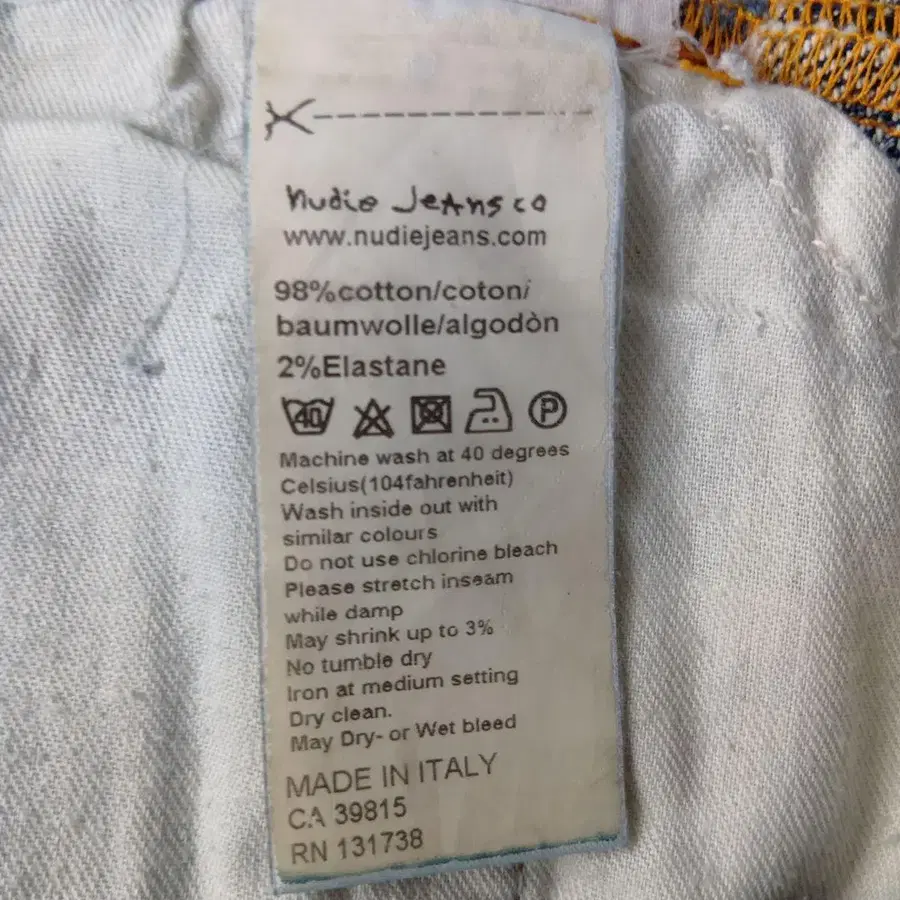 nudie Jeans co
www.nudiejeans.com
98%cotton/coton/
baumwolle/algodòn
2%Elastane
40 P
Machine wash at 40 degrees
Celsius(104fahrenheit)
Wash inside out with
similar colours
Do not use chlorine bleach
Please stretch inseam
while damp
May shrink up to 3%
No tumble dry
Iron at medium setting
Dry clean.
May Dry- or Wet bleed
MADE IN ITALY
CA 39815
RN 131738